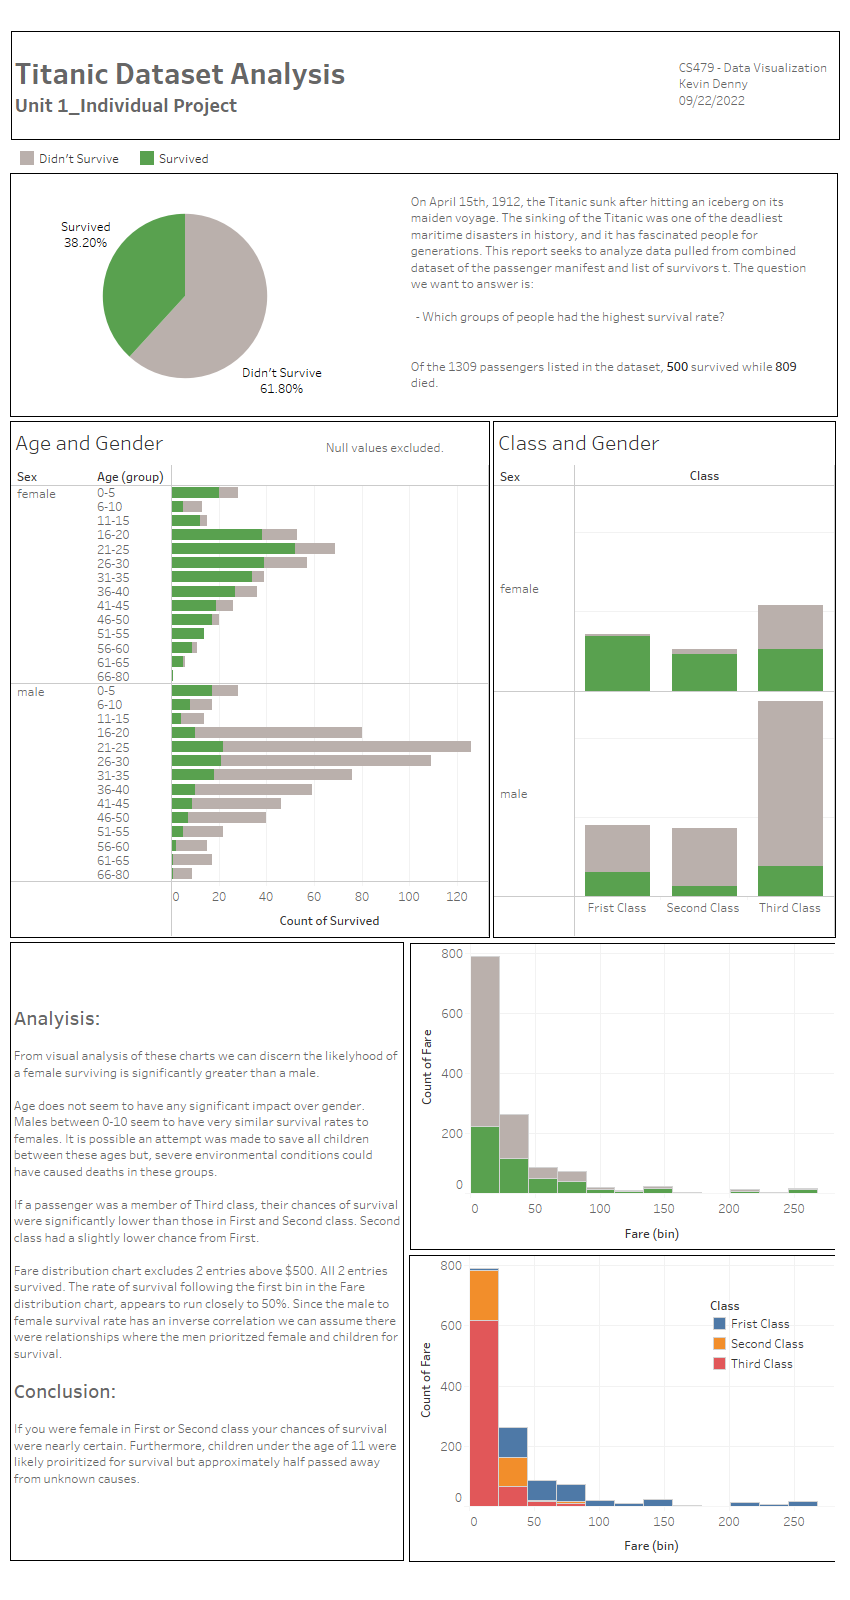 Titanic Dataset Analysis
Unit 1_Individual Project
CS479 - Data Visualization
Kevin Denny
09/22/2022
Didn't Survive
Survived
Survived
38.20%
Didn't Survive
61.80%
On April 15th, 1912, the Titanic sunk after hitting an iceberg on its
maiden voyage. The sinking of the Titanic was one of the deadliest
maritime disasters in history, and it has fascinated people for
generations. This report seeks to analyze data pulled from combined
dataset of the passenger manifest and list of survivors t. The question
we want to answer is:
- Which groups of people had the highest survival rate?
Of the 1309 passengers listed in the dataset, 500 survived while 809
died.
Age and Gender
Null values excluded.
Sex Age (group)
female 0-5
6-10
11-15
16-20
21-25
26-30
31-35
36-40
41-45
46-50
51-55
56-60
61-65
66-80
male 0-5
6-10
11-15
16-20
21-25
26-30
31-35
36-40
41-45
46-50
51-55
56-60
61-65
66-80
0 20 40 60 80 100 120
Count of Survived
Class and Gender
Sex Class
female
male
Frist Class Second Class Third Class
Analyisis:
From visual analysis of these charts we can discern the likelyhood of
a female surviving is significantly greater than a male.
Age does not seem to have any significant impact over gender.
Males between 0-10 seem to have very similar survival rates to
females. It is possible an attempt was made to save all children
between these ages but, severe environmental conditions could
have caused deaths in these groups.
If a passenger was a member of Third class, their chances of survival
were significantly lower than those in First and Second class. Second
class had a slightly lower chance from First.
Fare distribution chart excludes 2 entries above $500. All 2 entries
survived. The rate of survival following the first bin in the Fare
distribution chart, appears to run closely to 50%. Since the male to
female survival rate has an inverse correlation we can assume there
were relationships where the men prioritzed female and children for
survival.
Conclusion:
If you were female in First or Second class your chances of survival
were nearly certain. Furthermore, children under the age of 11 were
likely proiritized for survival but approximately half passed away
from unknown causes.
800
600
400
200
0
Count of Fare
0 50 100 150 200 250
Fare (bin)
800
600
400
200
0
Count of Fare
Class
Frist Class
Second Class
Third Class
0 50 100 150 200 250
Fare (bin)